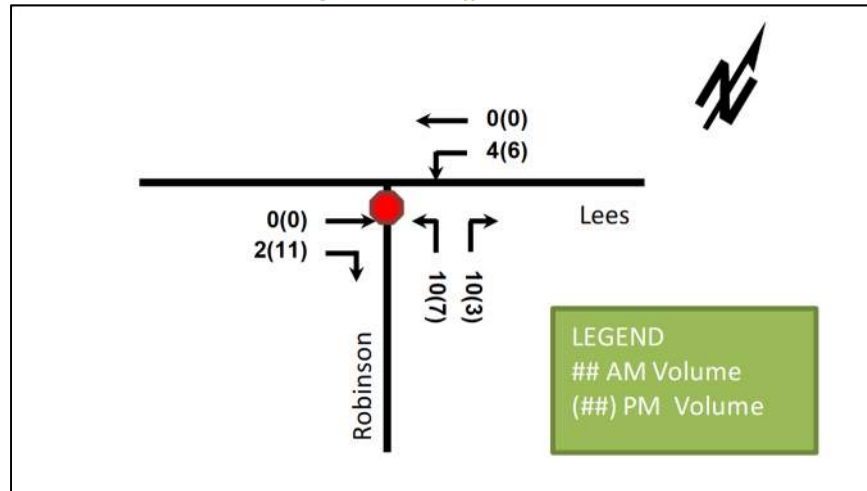 N
0(0)
4(6)
0(0)
2(11)
10(7)
10(3)
Lees
Robinson
LEGEND
## AM Volume
(##) PM Volume